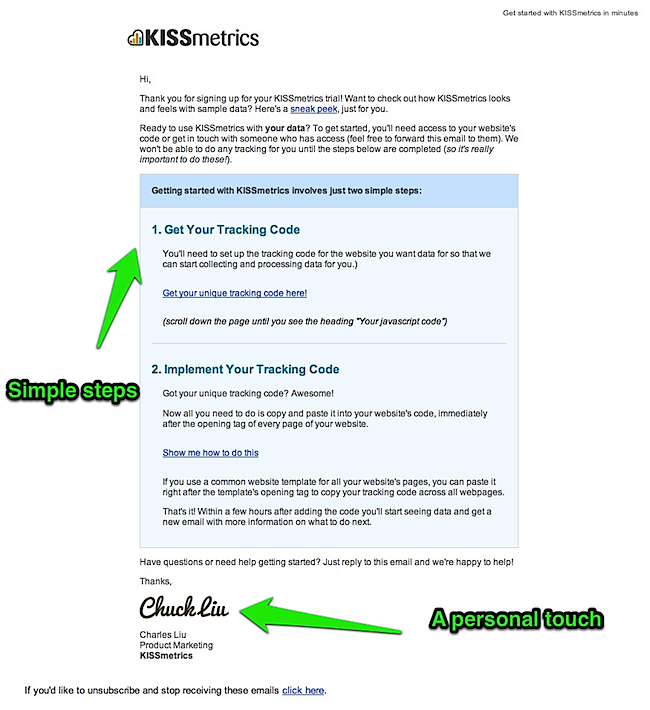 Get started with KISSmetrics in minutes
KISSmetrics
Hi,
Thank you for signing up for your KISSmetrics trial! Want to check out how KISSmetrics looks
and feels with sample data? Here's a sneak peek, just for you.
Ready to use KISSmetrics with your data? To get started, you'll need access to your website's
code or get in touch with someone who has access (feel free to forward this email to them). We
won't be able to do any tracking for you until the steps below are completed (so it's really
important to do these!).
Getting started with KISSmetrics involves just two simple steps:
1. Get Your Tracking Code
You'll need to set up the tracking code for the website you want data for so that we
can start collecting and processing data for you.)
Get your unique tracking code here!
(scroll down the page until you see the heading "Your javascript code")
Simple steps
2. Implement Your Tracking Code
Got your unique tracking code? Awesome!
Now all you need to do is copy and paste it into your website's code, immediately
after the opening tag of every page of your website.
Show me how to do this
If you use a common website template for all your website's pages, you can paste it
right after the template's opening tag to copy your tracking code across all webpages.
That's it! Within a few hours after adding the code you'll start seeing data and get a
new email with more information on what to do next.
Have questions or need help getting started? Just reply to this email and we're happy to help!
Thanks,
Chuck Liu
A personal touch
Charles Liu
Product Marketing
KISSmetrics
If you'd like to unsubscribe and stop receiving these emails click here.